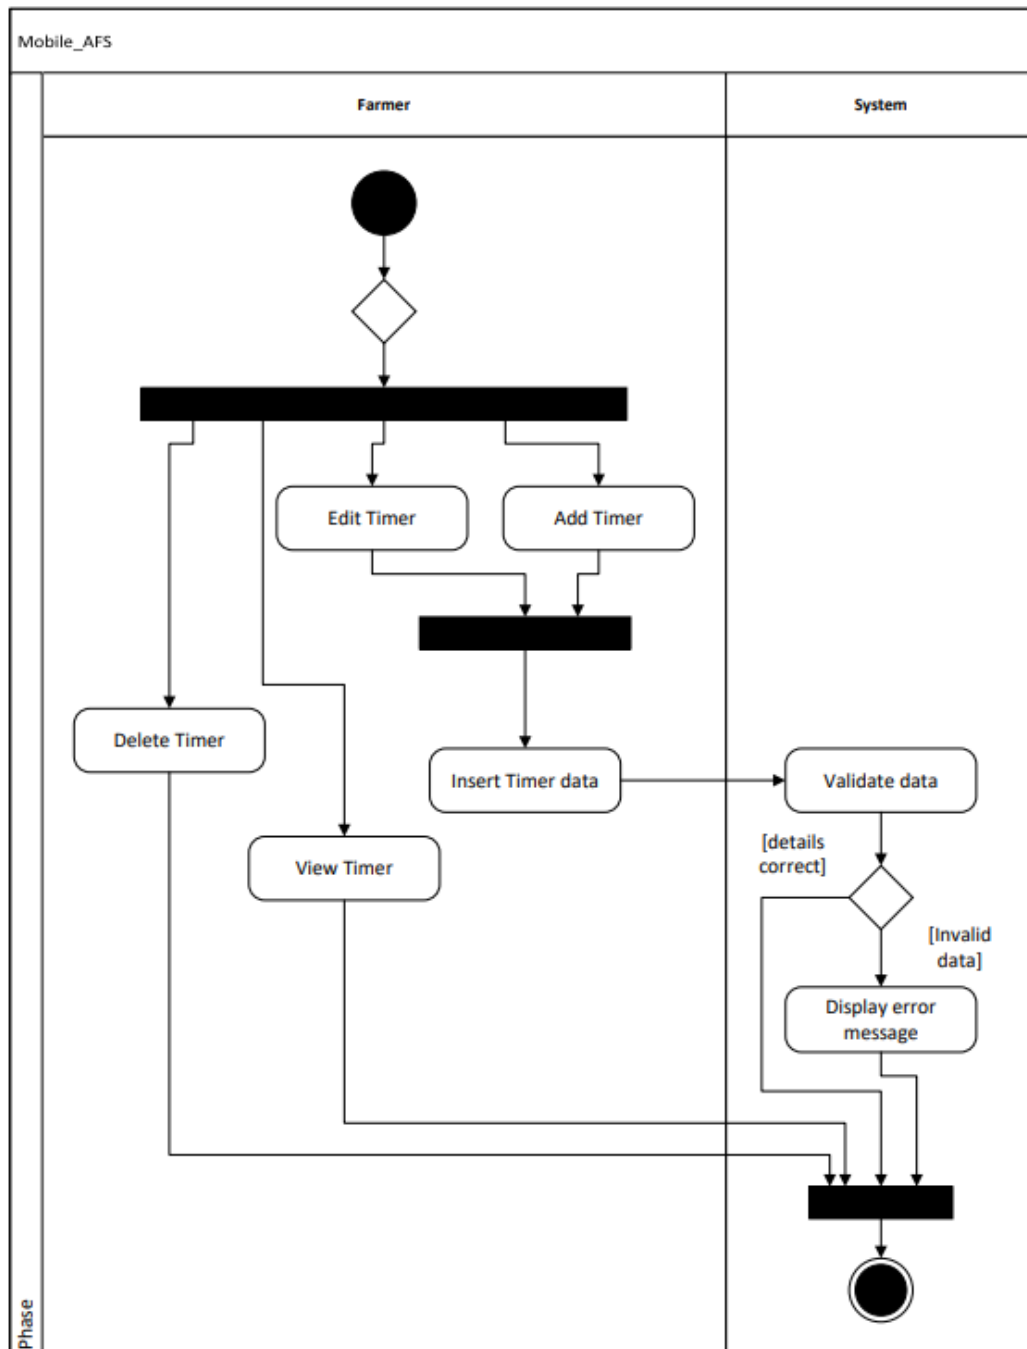 Mobile_AFS
Farmer
System
Edit Timer
Add Timer
Delete Timer
Insert Timer data
Validate data
[details
correct]
View Timer
[Invalid
data]
Display error
message
Phase